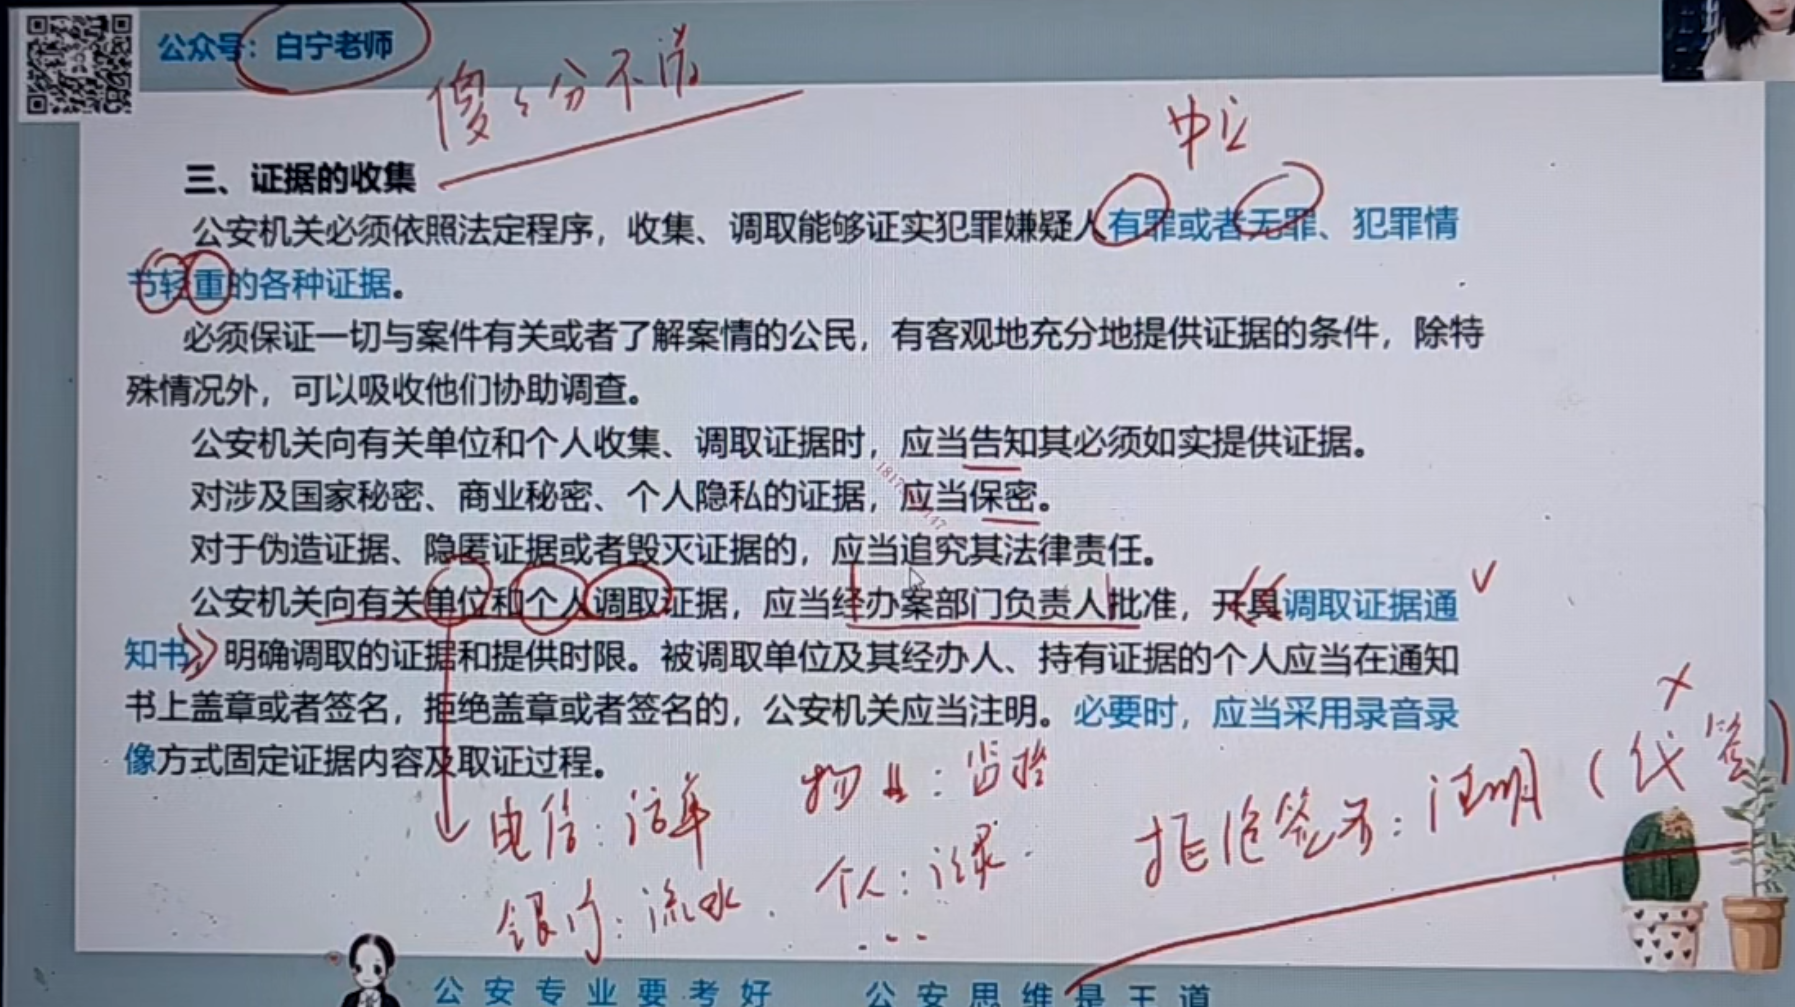 公众号：白宁老师
傻傻分不清
中立
三、证据的收集
公安机关必须依照法定程序，收集、调取能够证实犯罪嫌疑人有罪或者无罪、犯罪情
节轻重的各种证据。
必须保证一切与案件有关或者了解案情的公民，有客观地充分地提供证据的条件，除特
殊情况外，可以吸收他们协助调查。
公安机关向有关单位和个人收集、调取证据时，应当告知其必须如实提供证据。
对涉及国家秘密、商业秘密、个人隐私的证据，应当保密。
对于伪造证据、隐匿证据或者毁灭证据的，应当追究其法律责任。
公安机关向有关单位和个人调取证据，应当经办案部门负责人批准，开具调取证据通
知书，明确调取的证据和提供时限。被调取单位及其经办人、持有证据的个人应当在通知
书上盖章或者签名，拒绝盖章或者签名的，公安机关应当注明。必要时，应当采用录音录
像方式固定证据内容及取证过程。
电信：话单
物业：监控
拒绝签字：注明（代签）
银行：流水
个人：记录
...
公安专业要考好 公安思维是王道